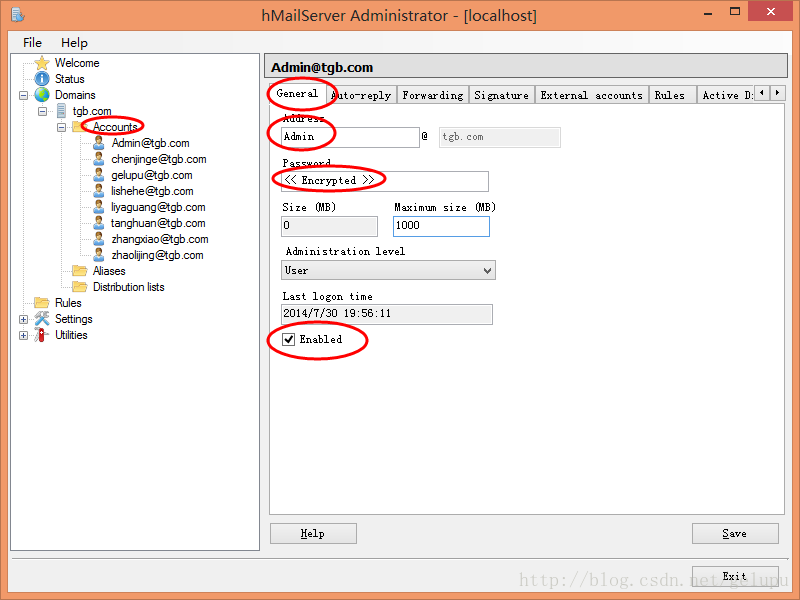 hMailServer Administrator - [localhost]
File Help
Welcome
Status
Domains
tgb.com
Accounts
Admin@tgb.com
chenjinge@tgb.com
gelupu@tgb.com
lishehe@tgb.com
liyaguang@tgb.com
tanghuan@tgb.com
zhangxiao@tgb.com
zhaolijing@tgb.com
Aliases
Distribution lists
Rules
Settings
Utilities
Admin@tgb.com
General Auto-reply Forwarding Signature External accounts Rules Active D:
Address
Admin @ tgb.com
Password
<< Encrypted >>
Size (MB) Maximum size (MB)
0 1000
Administration level
User
Last logon time
2014/7/30 19:56:11
Enabled
Help Save
Exit
http://blog.csdn.net/gelupu